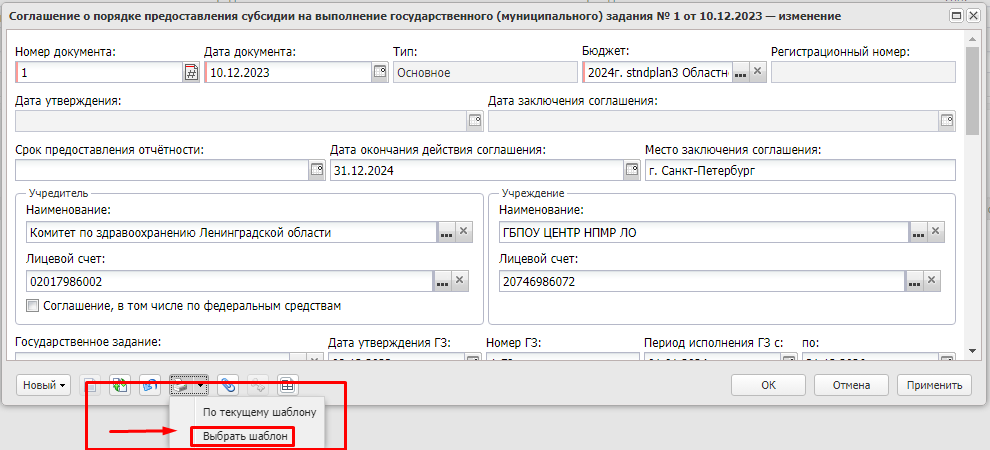 Соглашение о порядке предоставления субсидии на выполнение государственного (муниципального) задания № 1 от 10.12.2023 — изменение
Номер документа: Дата документа: Тип: Бюджет: Регистрационный номер:
1 10.12.2023 Основное 2024г. stndplan3 Областн
Дата утверждения: Дата заключения соглашения:
Срок предоставления отчётности: Дата окончания действия соглашения: Место заключения соглашения:
31.12.2024 г. Санкт-Петербург
Учредитель Учреждение
Наименование: Наименование:
Комитет по здравоохранению Ленинградской области ГБПОУ ЦЕНТР НПМР ЛО
Лицевой счет: Лицевой счет:
02017986002 20746986072
Соглашение, в том числе по федеральным средствам
Государственное задание: Дата утверждения ГЗ: Номер ГЗ: Период исполнения ГЗ с: по:
Новый ОК Отмена Применить
По текущему шаблону
Выбрать шаблон